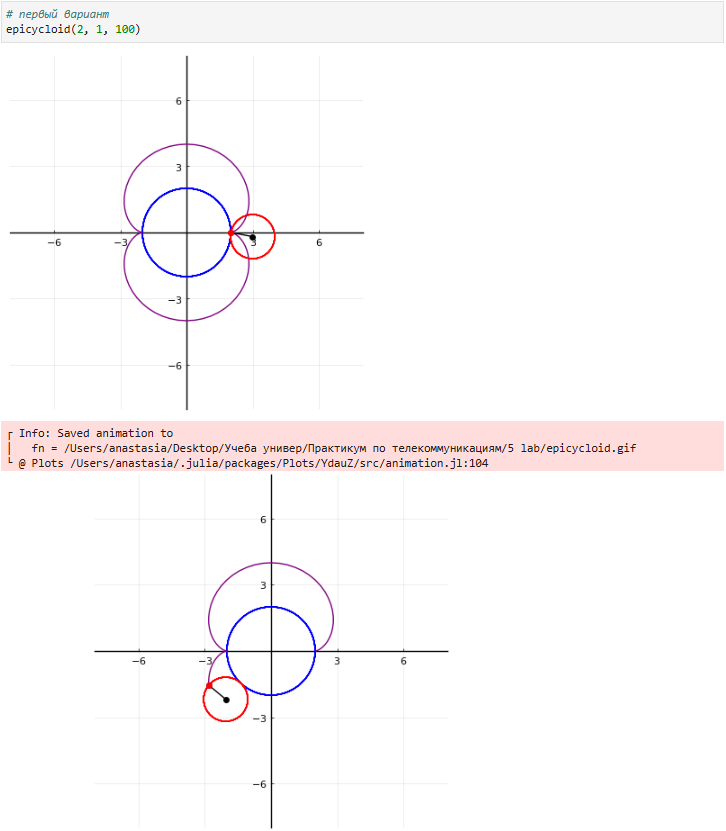 # первый вариант
epicycloid(2, 1, 100)
6
3
−6 −3 3 6
−3
−6
┌ Info: Saved animation to
│ fn = /Users/anastasia/Desktop/Учеба универ/Практикум по телекоммуникациям/5 lab/epicycloid.gif
└ @ Plots /Users/anastasia/.julia/packages/Plots/YdauZ/src/animation.jl:104
6
3
−6 −3 3 6
−3
−6